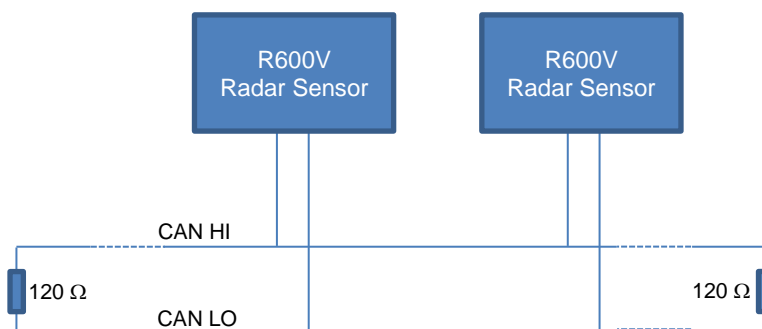 R600V
Radar Sensor
R600V
Radar Sensor
CAN HI
120 Ω
120 Ω
CAN LO